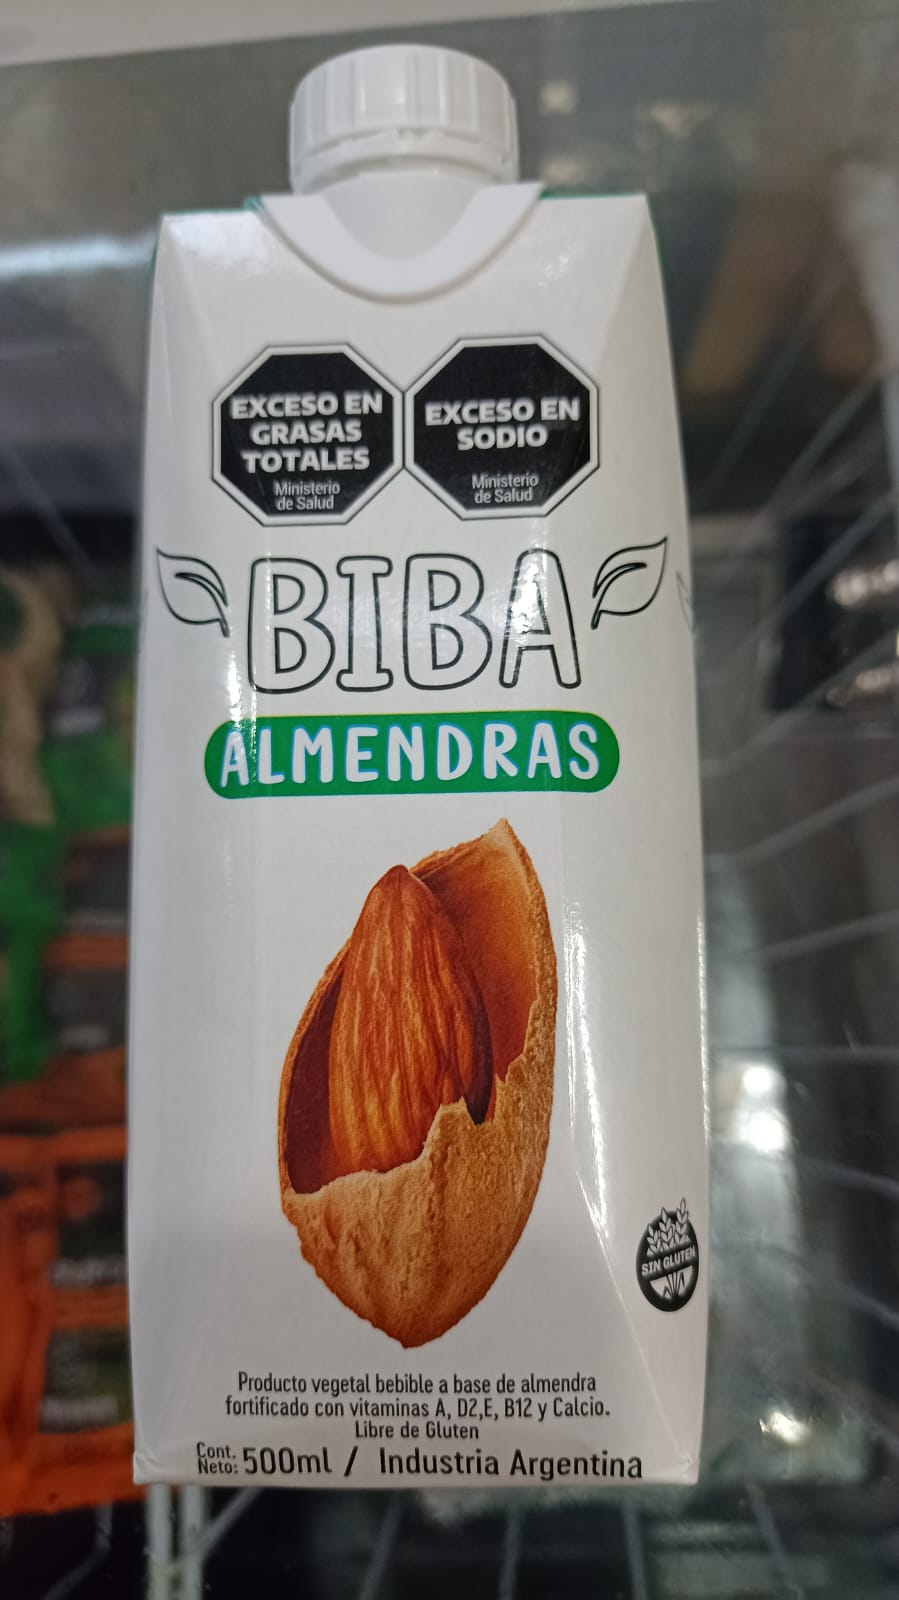 EXCESO EN
GRASAS
TOTALES
Ministerio
de Salud
EXCESO EN
SODIO
Ministerio
de Salud
BIBA
ALMENDRAS
SIN GLUTEN
Producto vegetal bebible a base de almendra
fortificado con vitaminas A, D2,E, B12 y Calcio.
Libre de Gluten
Cont.
Neto: 500ml / Industria Argentina